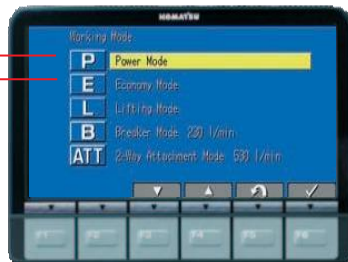 KOMATSU
Working Mode
P Power Mode
E Economy Mode
L Lifting Mode
B Breaker Mode 230 l/min
ATT 2-Way Attachment Mode 530 l/min
F1 F2 F3 F4 F5 F6